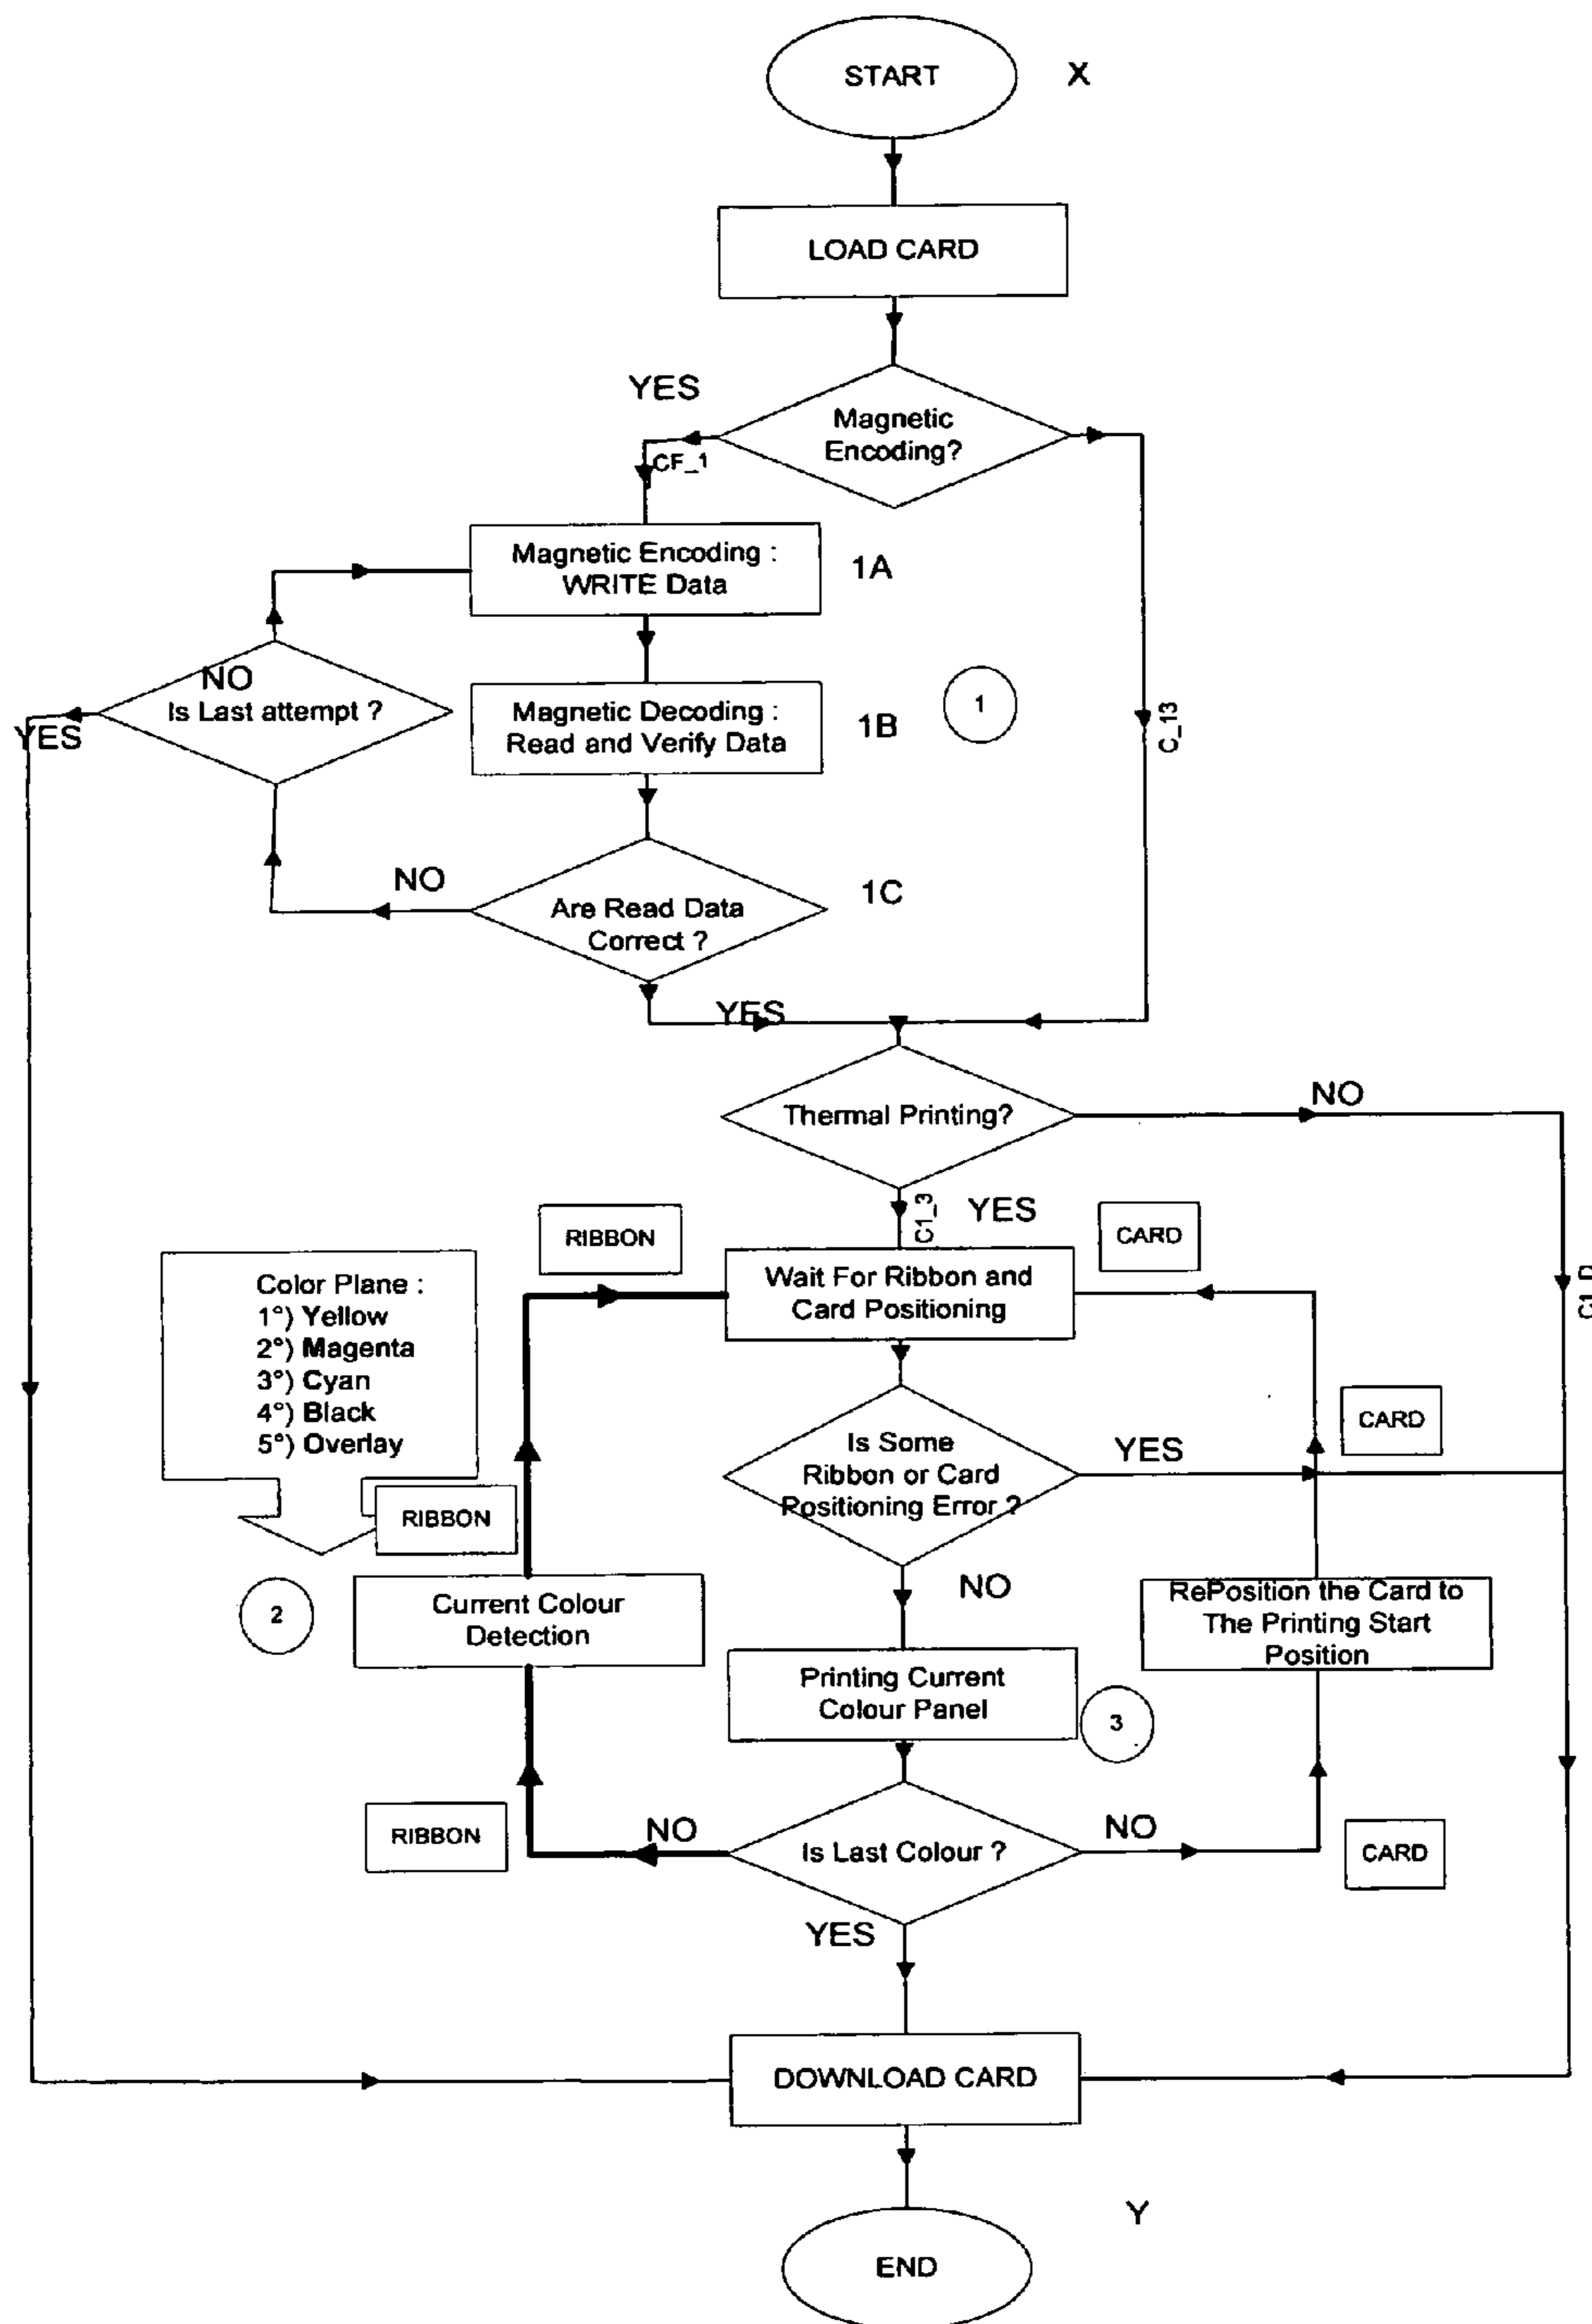 START
X
LOAD CARD
YES
Magnetic
Encoding?
CF_1
Magnetic Encoding :
WRITE Data
1A
C_13
NO
Is Last attempt ?
YES
Magnetic Decoding :
Read and Verify Data
1B
1
NO
Are Read Data
Correct ?
1C
YES
Thermal Printing?
NO
C1_3
YES
RIBBON
CARD
Wait For Ribbon and
Card Positioning
C1_D
Color Plane :
1°) Yellow
2°) Magenta
3°) Cyan
4°) Black
5°) Overlay
CARD
Is Some
Ribbon or Card
Positioning Error ?
YES
RIBBON
NO
2
Current Colour
Detection
RePosition the Card to
The Printing Start
Position
Printing Current
Colour Panel
3
RIBBON
NO
Is Last Colour ?
NO
CARD
YES
DOWNLOAD CARD
Y
END